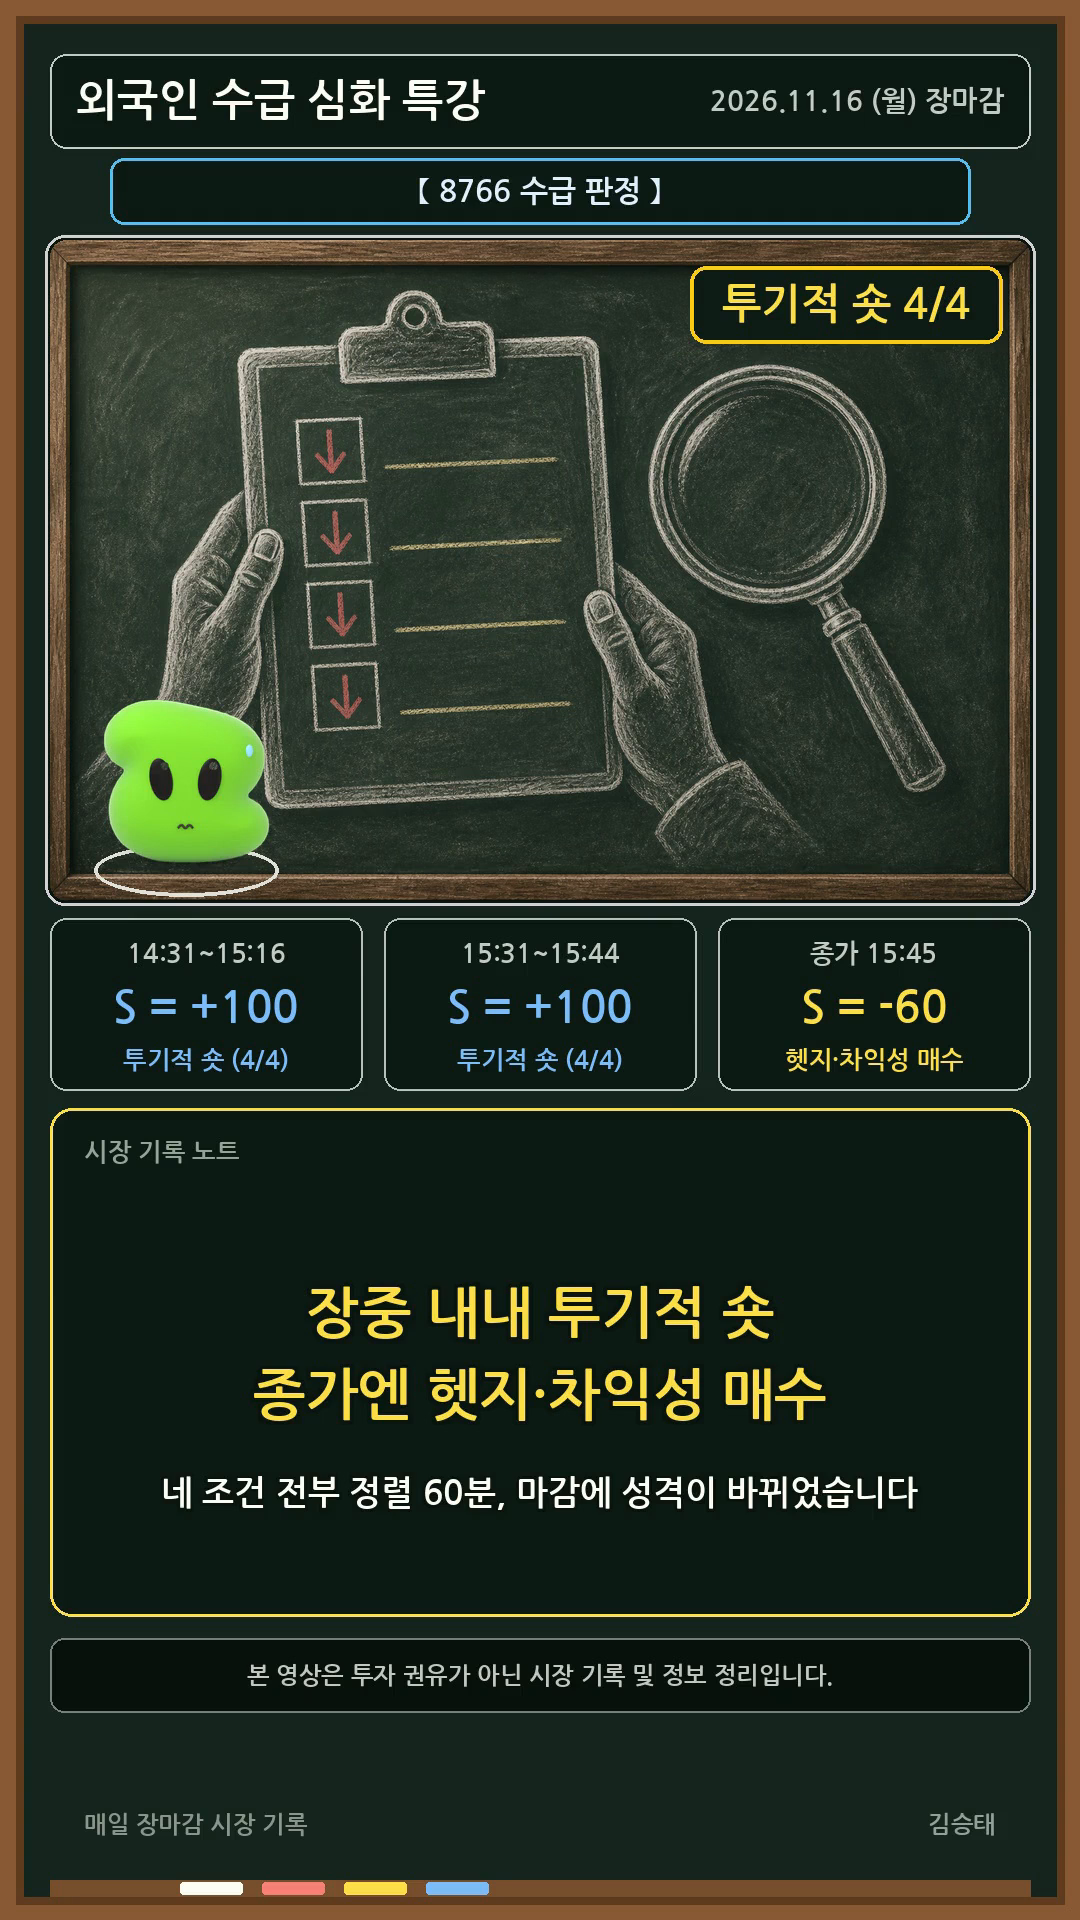 외국인 수급 심화 특강
2026.11.16 (월) 장마감
【 8766 수급 판정 】
투기적 숏 4/4
14:31~15:16
S = +100
투기적 숏 (4/4)
15:31~15:44
S = +100
투기적 숏 (4/4)
종가 15:45
S = -60
헷지·차익성 매수
시장 기록 노트
장중 내내 투기적 숏
종가엔 헷지·차익성 매수
네 조건 전부 정렬 60분, 마감에 성격이 바뀌었습니다
본 영상은 투자 권유가 아닌 시장 기록 및 정보 정리입니다.
매일 장마감 시장 기록
김승태